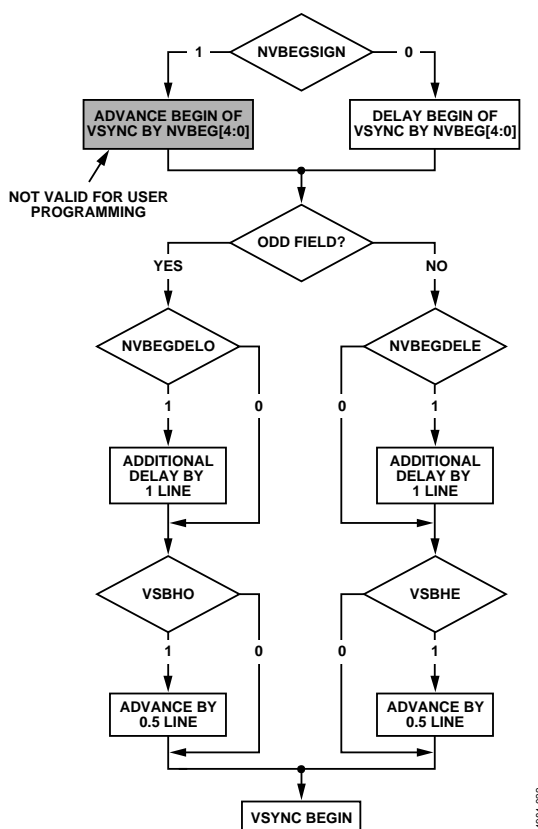 NVBEGSIGN
1
0
ADVANCE BEGIN OF
VSYNC BY NVBEG[4:0]
DELAY BEGIN OF
VSYNC BY NVBEG[4:0]
NOT VALID FOR USER
PROGRAMMING
ODD FIELD?
YES
NO
NVBEGDELO
NVBEGDELE
1
0
0
1
ADDITIONAL
DELAY BY
1 LINE
ADDITIONAL
DELAY BY
1 LINE
VSBHO
VSBHE
1
0
0
1
ADVANCE BY
0.5 LINE
ADVANCE BY
0.5 LINE
VSYNC BEGIN